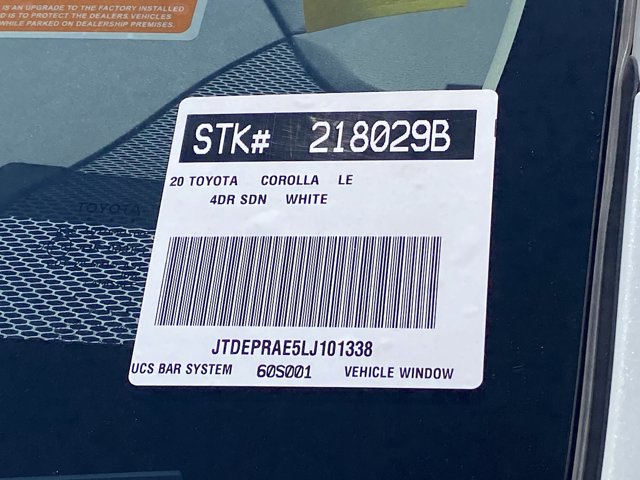 IS AN UPGRADE TO THE FACTORY INSTALLED
D IS TO PROTECT THE DEALERS VEHICLES
WHILE PARKED ON DEALERSHIP PREMISES.
STK# 218029B
20 TOYOTA COROLLA LE
4DR SDN WHITE
JTDEPRAE5LJ101338
UCS BAR SYSTEM 60S001 VEHICLE WINDOW
TOYOTA